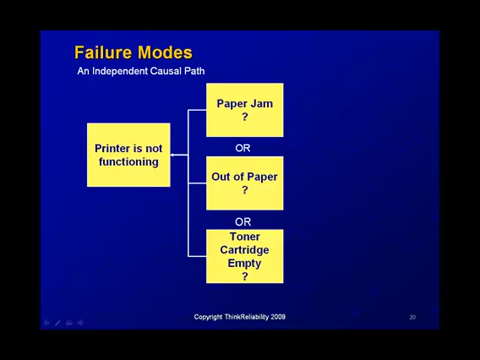 Failure Modes
An Independent Causal Path
Printer is not
functioning
Paper Jam
?
OR
Out of Paper
?
OR
Toner
Cartridge
Empty
?
Copyright ThinkReliability 2009
20